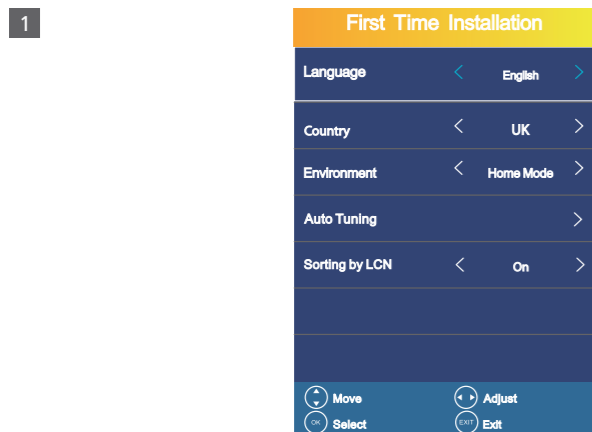 1
First Time Installation
Language < English >
Country < UK >
Environment < Home Mode >
Auto Tuning >
Sorting by LCN < On >
Move Adjust
OK Select EXIT Exit